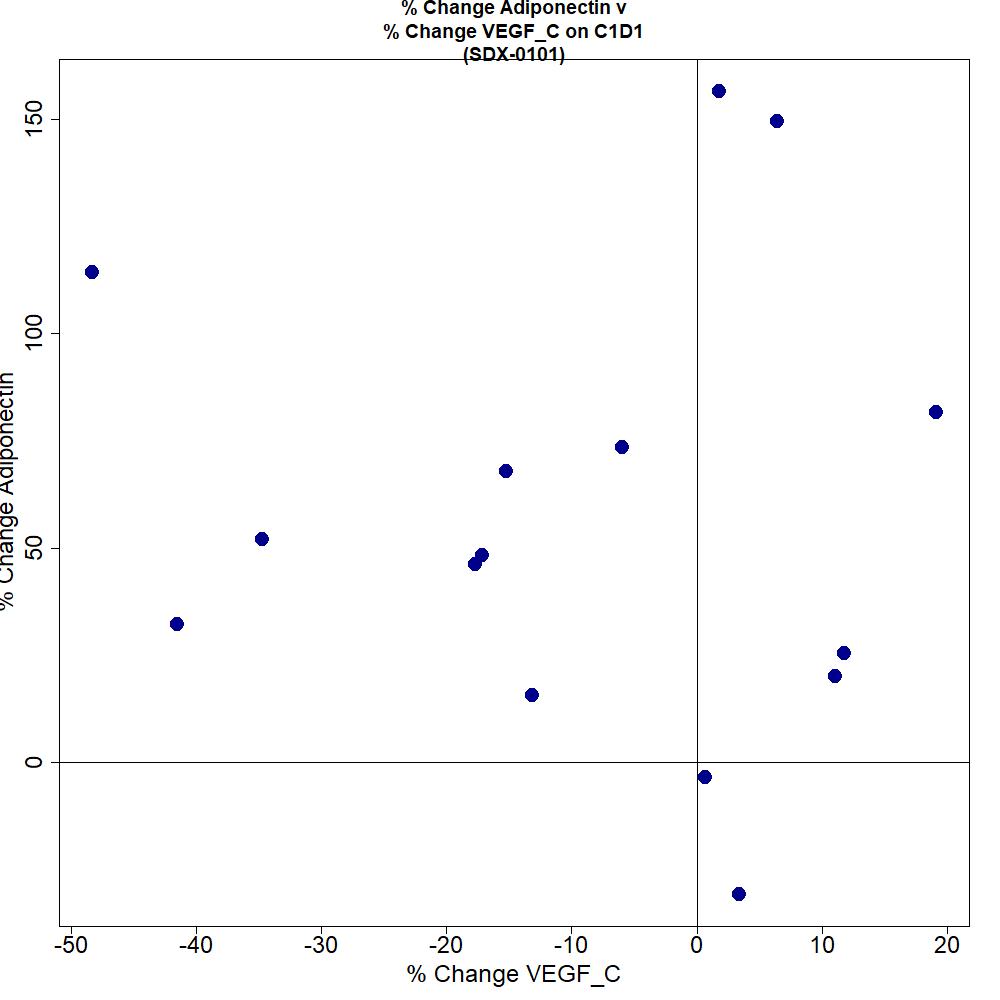 % Change Adiponectin v
% Change VEGF_C on C1D1
(SDX-0101)
150
100
50
0
% Change Adiponectin
-50
-40
-30
-20
-10
0
10
20
% Change VEGF_C